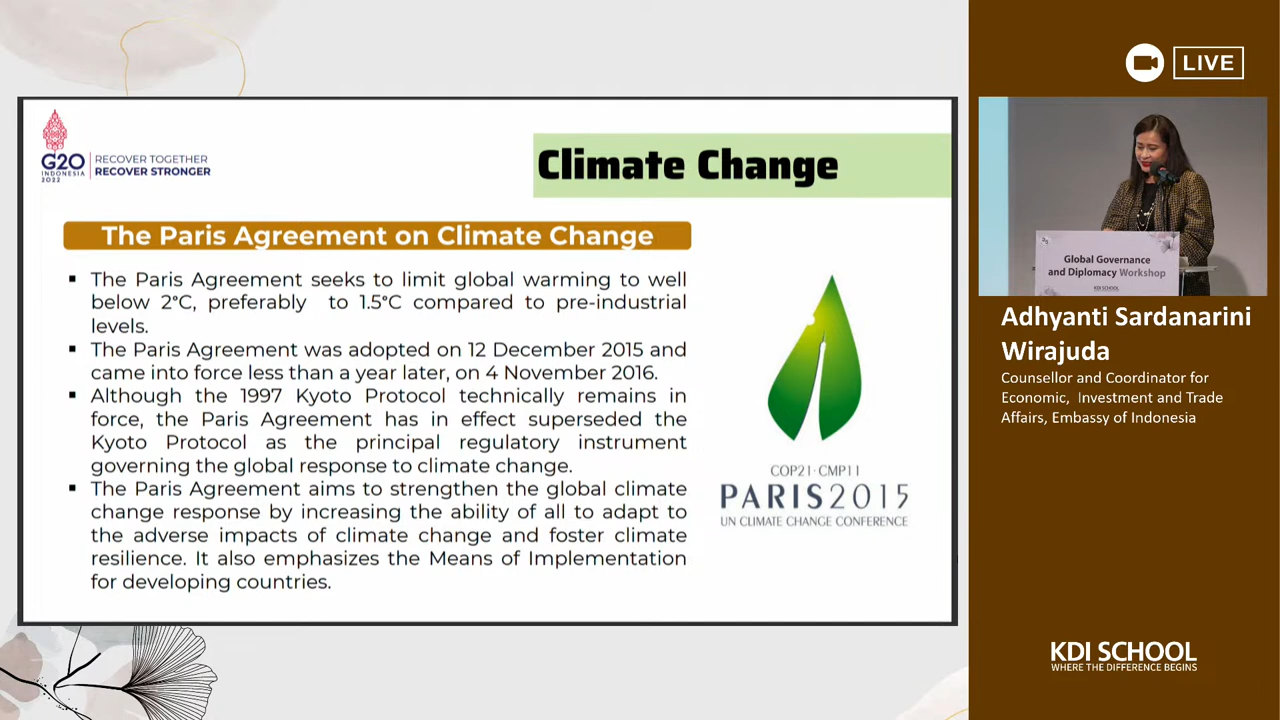 G20
INDONESIA
2022
RECOVER TOGETHER
RECOVER STRONGER
Climate Change
The Paris Agreement on Climate Change
▪ The Paris Agreement seeks to limit global warming to well
below 2°C, preferably to 1.5°C compared to pre-industrial
levels.
▪ The Paris Agreement was adopted on 12 December 2015 and
came into force less than a year later, on 4 November 2016.
▪ Although the 1997 Kyoto Protocol technically remains in
force, the Paris Agreement has in effect superseded the
Kyoto Protocol as the principal regulatory instrument
governing the global response to climate change.
▪ The Paris Agreement aims to strengthen the global climate
change response by increasing the ability of all to adapt to
the adverse impacts of climate change and foster climate
resilience. It also emphasizes the Means of Implementation
for developing countries.
COP21·CMP11
PARIS2015
UN CLIMATE CHANGE CONFERENCE
LIVE
Global Governance
and Diplomacy Workshop
KDI SCHOOL
Adhyanti Sardanarini
Wirajuda
Counsellor and Coordinator for
Economic, Investment and Trade
Affairs, Embassy of Indonesia
KDI SCHOOL
WHERE THE DIFFERENCE BEGINS